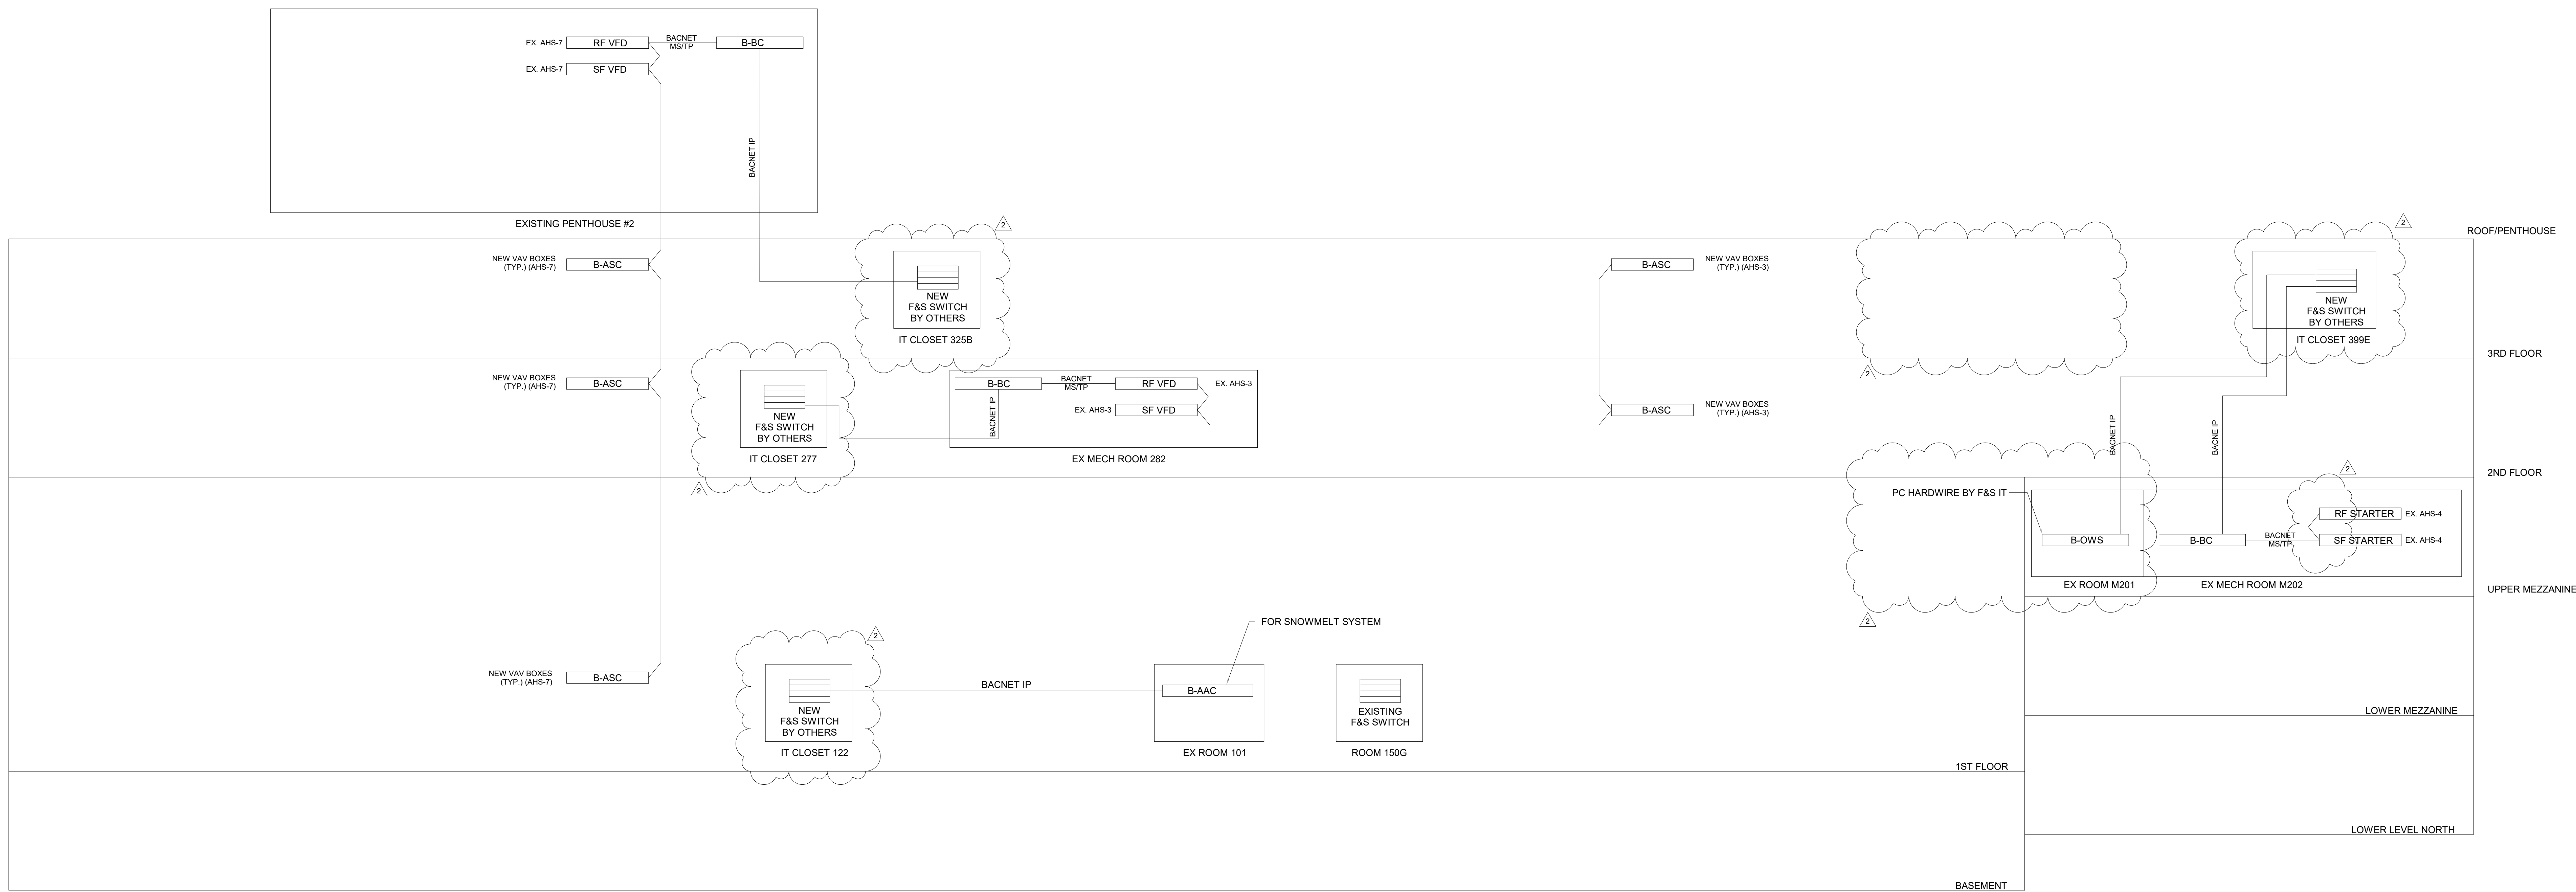 EX. AHS-7
RF VFD
BACNET
MS/TP
B-BC
EX. AHS-7
SF VFD
BACNET IP
EXISTING PENTHOUSE #2
2
2
ROOF/PENTHOUSE
NEW VAV BOXES
(TYP.) (AHS-7)
B-ASC
NEW
F&S SWITCH
BY OTHERS
IT CLOSET 325B
B-ASC
NEW VAV BOXES
(TYP.) (AHS-3)
NEW
F&S SWITCH
BY OTHERS
IT CLOSET 399E
3RD FLOOR
2
NEW VAV BOXES
(TYP.) (AHS-7)
B-ASC
NEW
F&S SWITCH
BY OTHERS
IT CLOSET 277
B-BC
BACNET
MS/TP
RF VFD
EX. AHS-3
BACNET IP
EX. AHS-3
SF VFD
EX MECH ROOM 282
B-ASC
NEW VAV BOXES
(TYP.) (AHS-3)
BACNET IP
BACNE IP
2ND FLOOR
2
2
PC HARDWIRE BY F&S IT
B-OWS
B-BC
BACNET
MS/TP
RF STARTER
EX. AHS-4
SF STARTER
EX. AHS-4
EX ROOM M201
EX MECH ROOM M202
UPPER MEZZANINE
2
2
FOR SNOWMELT SYSTEM
NEW VAV BOXES
(TYP.) (AHS-7)
B-ASC
NEW
F&S SWITCH
BY OTHERS
IT CLOSET 122
BACNET IP
B-AAC
EX ROOM 101
EXISTING
F&S SWITCH
ROOM 150G
LOWER MEZZANINE
1ST FLOOR
LOWER LEVEL NORTH
BASEMENT